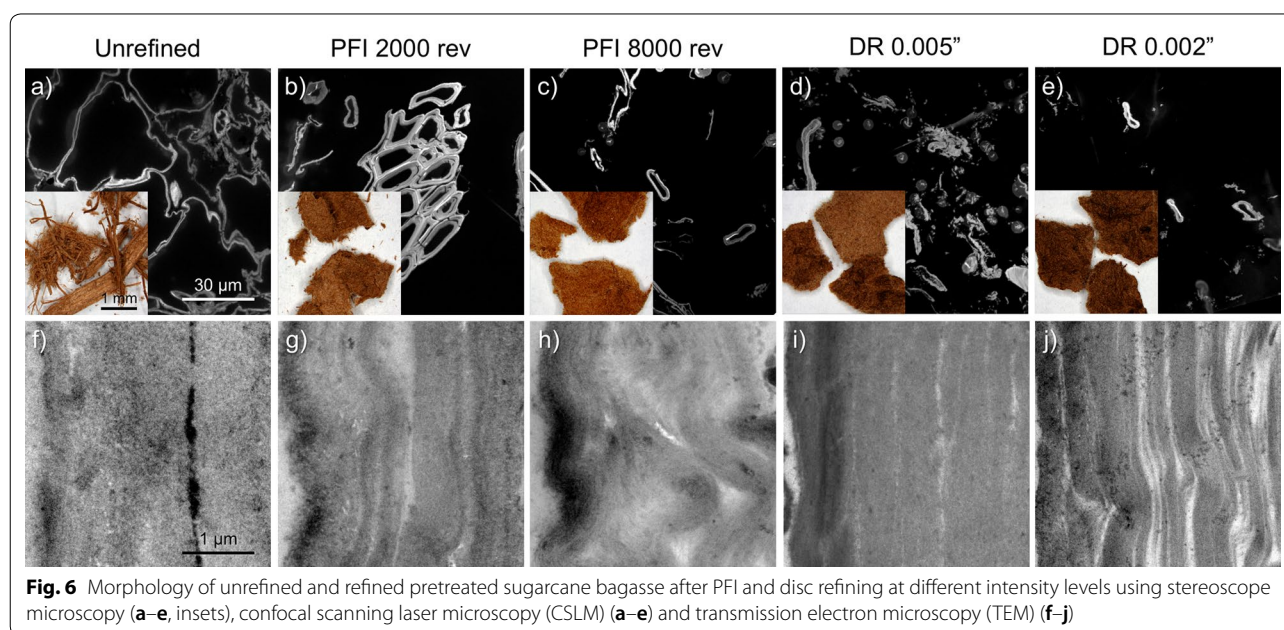 Unrefined PFI 2000 rev PFI 8000 rev DR 0.005” DR 0.002”
a) b) c) d) e)
30 µm
1 mm
f) g) h) i) j)
1 µm
Fig. 6 Morphology of unrefined and refined pretreated sugarcane bagasse after PFI and disc refining at different intensity levels using stereoscope
microscopy (a–e, insets), confocal scanning laser microscopy (CSLM) (a–e) and transmission electron microscopy (TEM) (f–j)